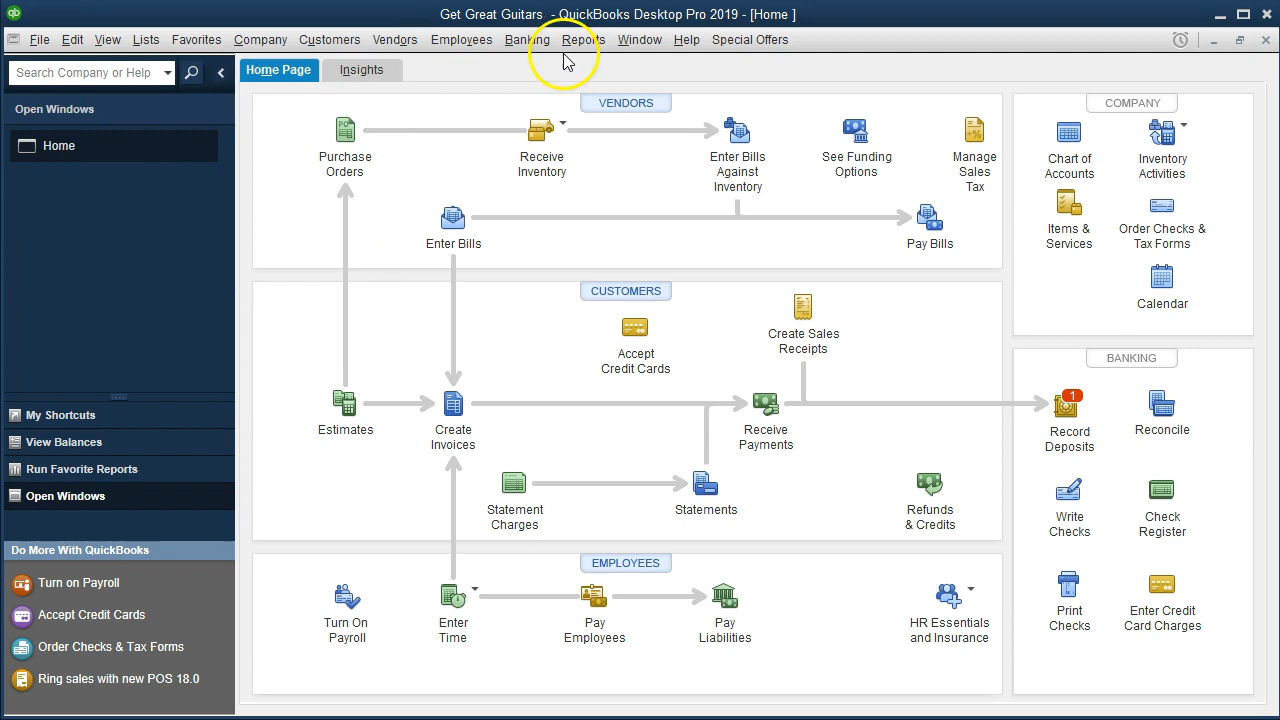 qb
Get Great Guitars - QuickBooks Desktop Pro 2019 - [Home ]
File Edit View Lists Favorites Company Customers Vendors Employees Banking Reports Window Help Special Offers
Search Company or Help
Home Page Insights
Open Windows
Home
My Shortcuts
View Balances
Run Favorite Reports
Open Windows
Do More With QuickBooks
Turn on Payroll
Accept Credit Cards
Order Checks & Tax Forms
Ring sales with new POS 18.0
VENDORS
PO
Purchase
Orders
Receive
Inventory
Enter Bills
Against
Inventory
See Funding
Options
Manage
Sales
Tax
Enter Bills
Pay Bills
CUSTOMERS
Accept
Credit Cards
Create Sales
Receipts
Estimates
Create
Invoices
Receive
Payments
Statement
Charges
Statements
Refunds
& Credits
EMPLOYEES
Turn On
Payroll
Enter
Time
Pay
Employees
Pay
Liabilities
HR Essentials
and Insurance
COMPANY
Chart of
Accounts
Inventory
Activities
Items &
Services
Order Checks &
Tax Forms
Calendar
BANKING
1
Record
Deposits
Reconcile
Write
Checks
Check
Register
Print
Checks
Enter Credit
Card Charges